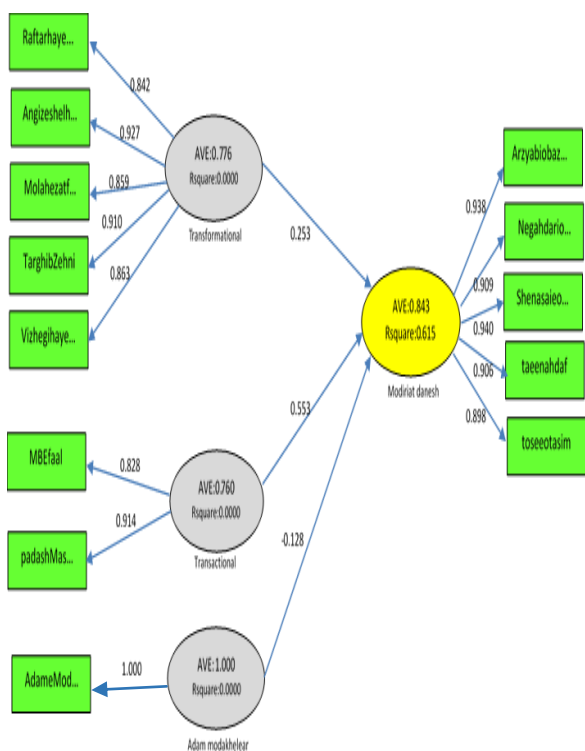 Raftarhaye...
0.842
Angizeshelh...
0.927
Molahezatf...
0.859
0.910
TarghibZehni
0.863
Vizhegihaye...
AVE:0.776
Rsquare:0.0000
Transformational
0.253
Arzyabiobaz...
0.938
Negahdario...
0.909
Shenasaieo...
0.940
taeenahdaf
0.906
0.898
toseeotasim
AVE:0.843
Rsquare:0.615
Modiriat danesh
0.553
MBEfaal
0.828
0.914
padashMas...
AVE:0.760
Rsquare:0.0000
Transactional
-0.128
AdameMod...
1.000
AVE:1.000
Rsquare:0.0000
Adam modakhelear